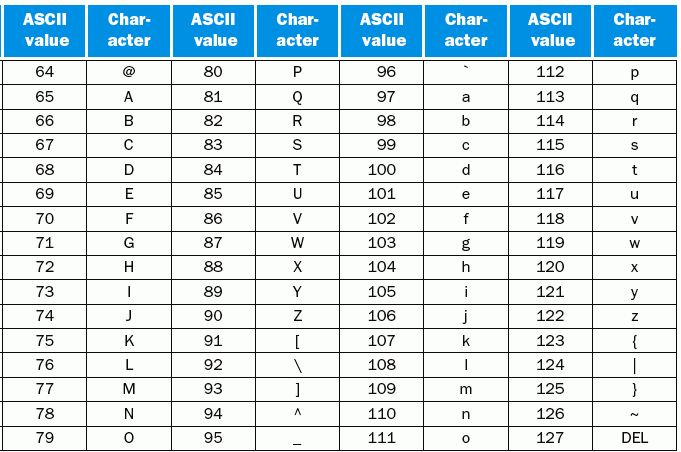 ASCII value Char-acter ASCII value Char-acter ASCII value Char-acter ASCII value Char-acter
64 @ 80 P 96 ` 112 p
65 A 81 Q 97 a 113 q
66 B 82 R 98 b 114 r
67 C 83 S 99 c 115 s
68 D 84 T 100 d 116 t
69 E 85 U 101 e 117 u
70 F 86 V 102 f 118 v
71 G 87 W 103 g 119 w
72 H 88 X 104 h 120 x
73 I 89 Y 105 i 121 y
74 J 90 Z 106 j 122 z
75 K 91 [ 107 k 123 {
76 L 92 \ 108 l 124 |
77 M 93 ] 109 m 125 }
78 N 94 ^ 110 n 126 ~
79 O 95 _ 111 o 127 DEL